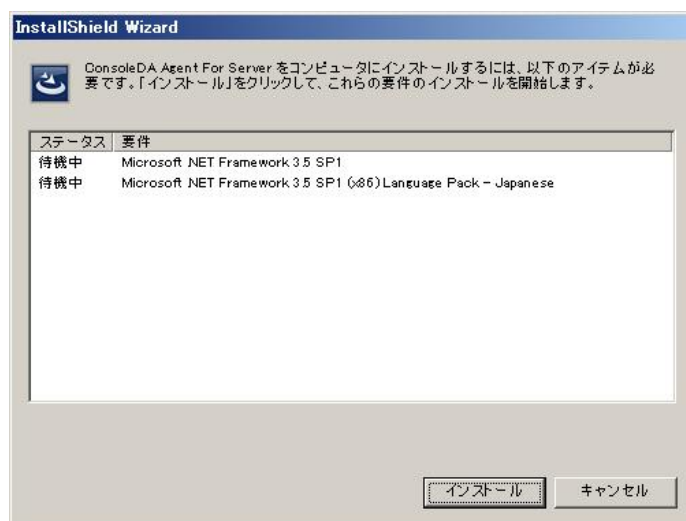 InstallShield Wizard
ConsoleDA Agent For Server をコンピュータにインストールするには、以下のアイテムが必
要です。「インストール」をクリックして、これらの要件のインストールを開始します。
ステータス 要件
待機中 Microsoft .NET Framework 3.5 SP1
待機中 Microsoft .NET Framework 3.5 SP1 (x86) Language Pack - Japanese
インストール キャンセル